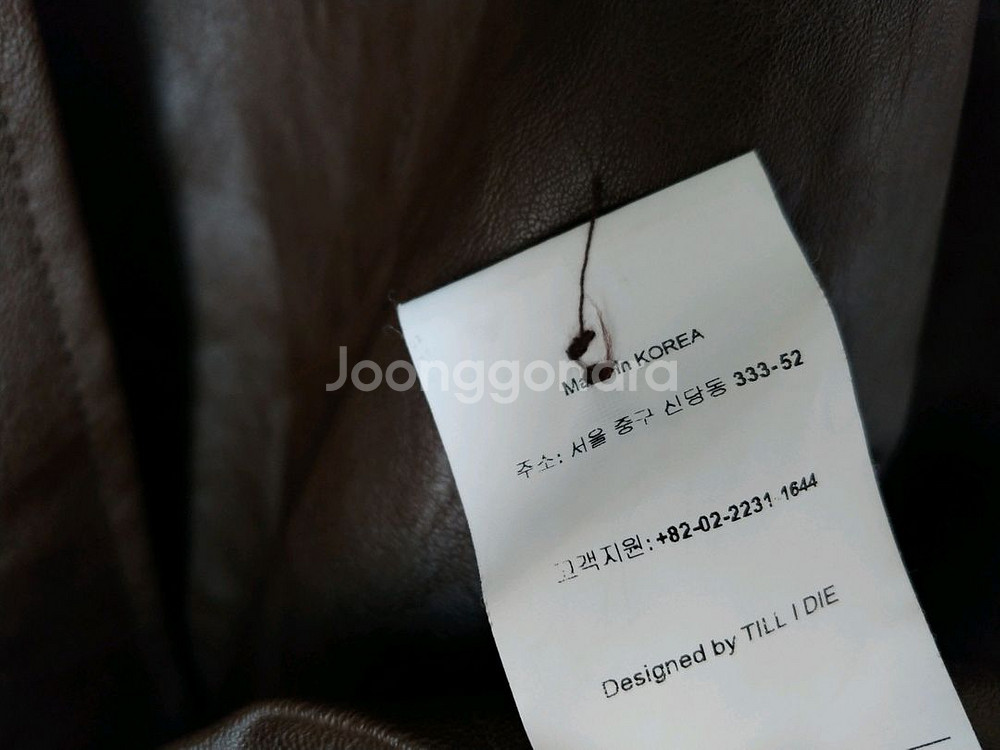 Joonggonara
Made in KOREA
주소: 서울 중구 신당동 333-52
고객지원: +82-02-2231-1644
Designed by TILL I DIE